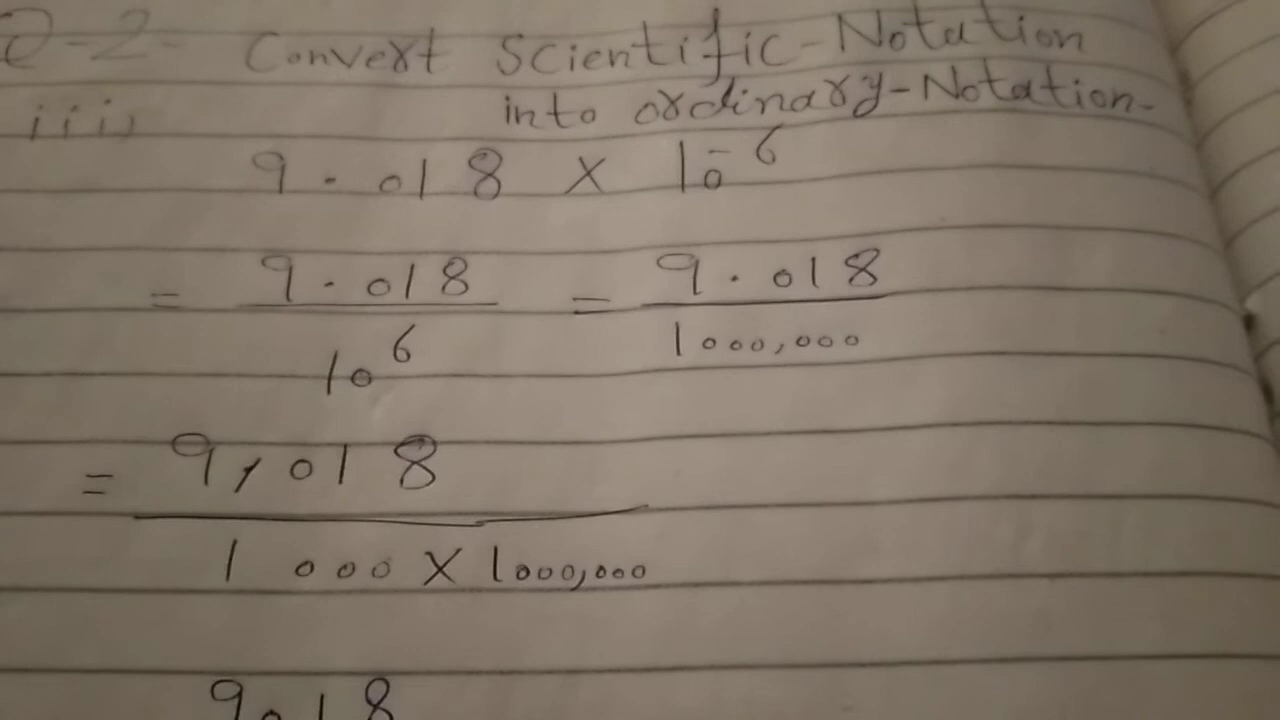 Q-2- Convert Scientific-Notation
into ordinary-Notation-
iii,
9.018 × 10⁻⁶
= 9.018 / 10⁶ = 9.018 / 1000,000
= 9,018 / 1000 × 1000,000
9018